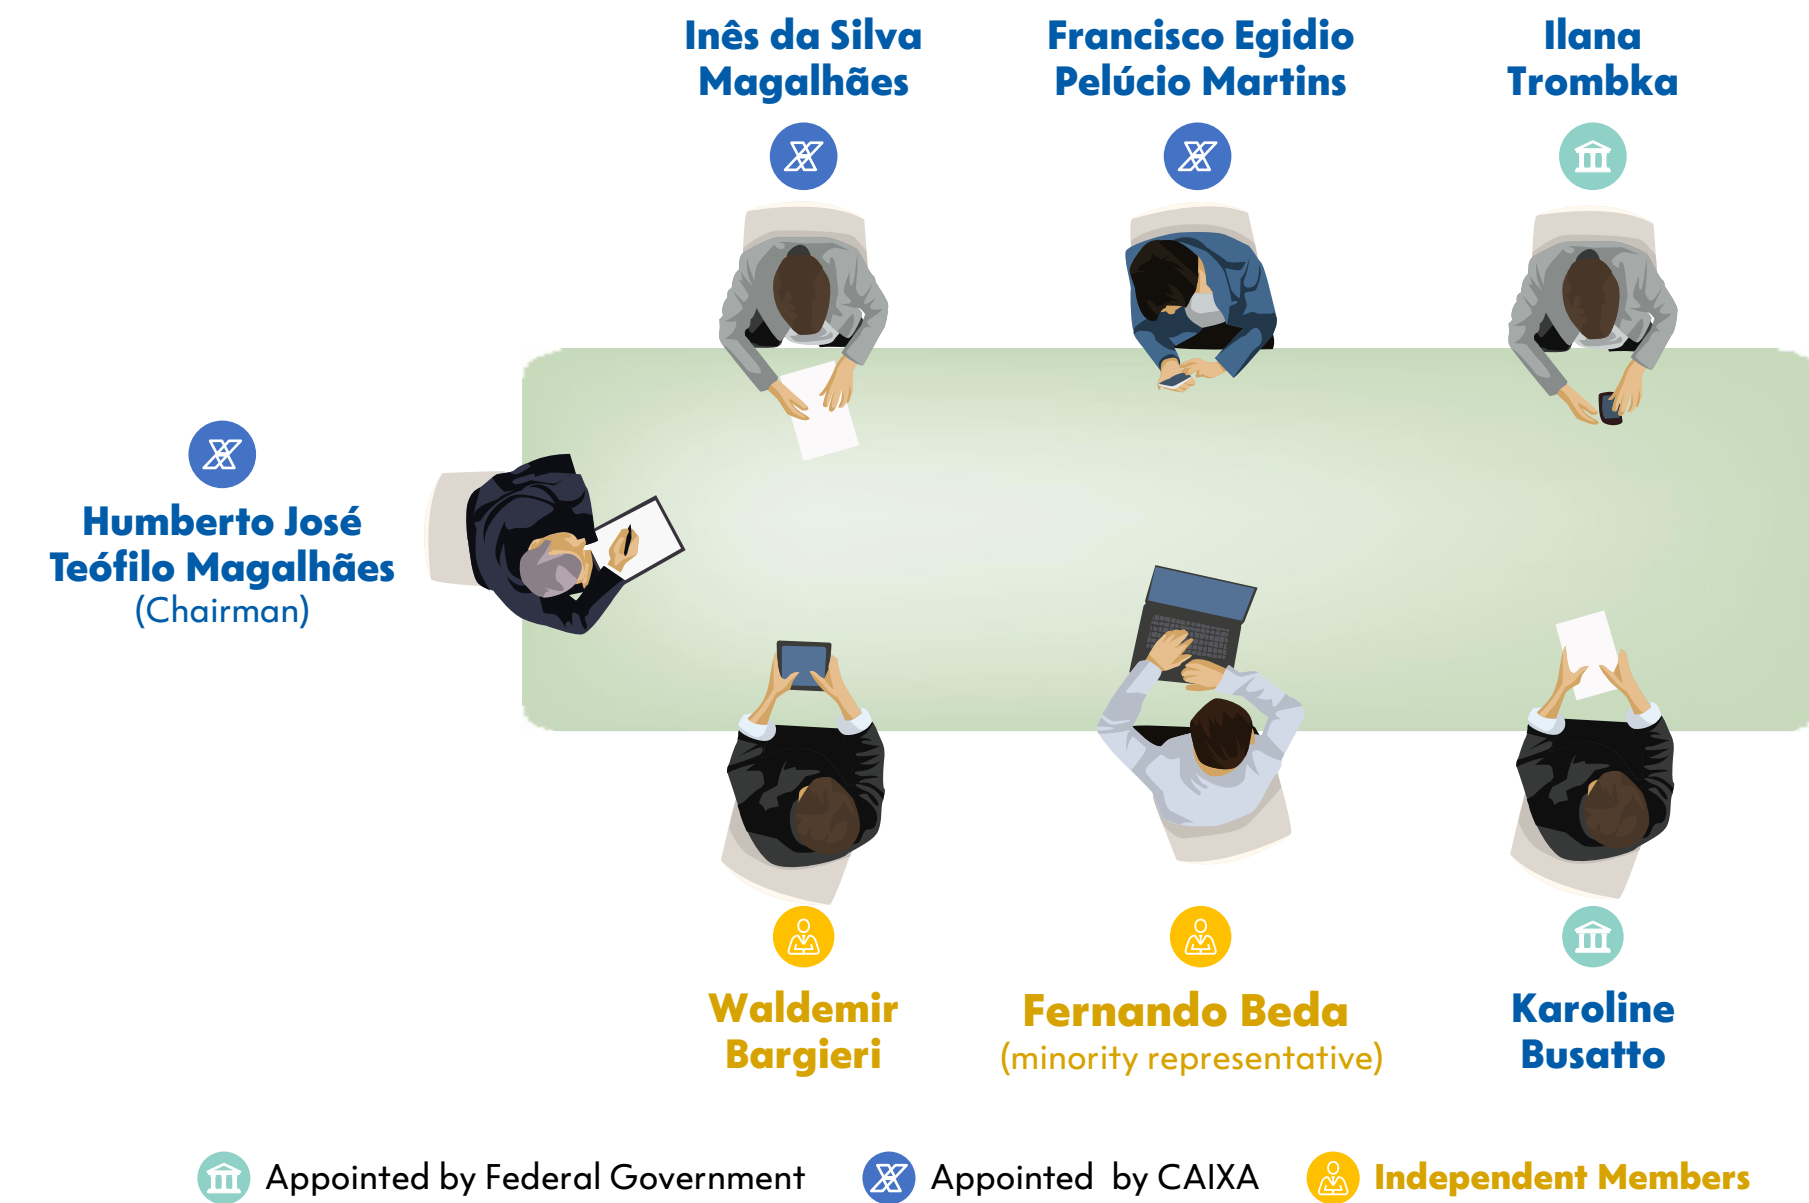 Inês da Silva
Magalhães
Francisco Egidio
Pelúcio Martins
Ilana
Trombka
Humberto José
Teófilo Magalhães
(Chairman)
Waldemir
Bargieri
Fernando Beda
(minority representative)
Karoline
Busatto
Appointed by Federal Government
Appointed by CAIXA
Independent Members